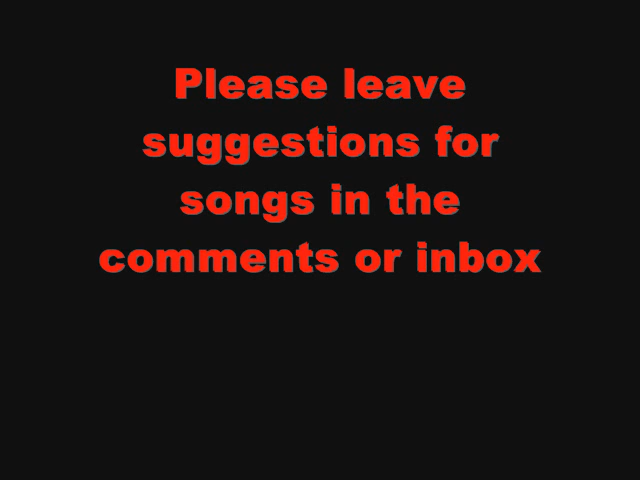 Please leave
suggestions for
songs in the
comments or inbox